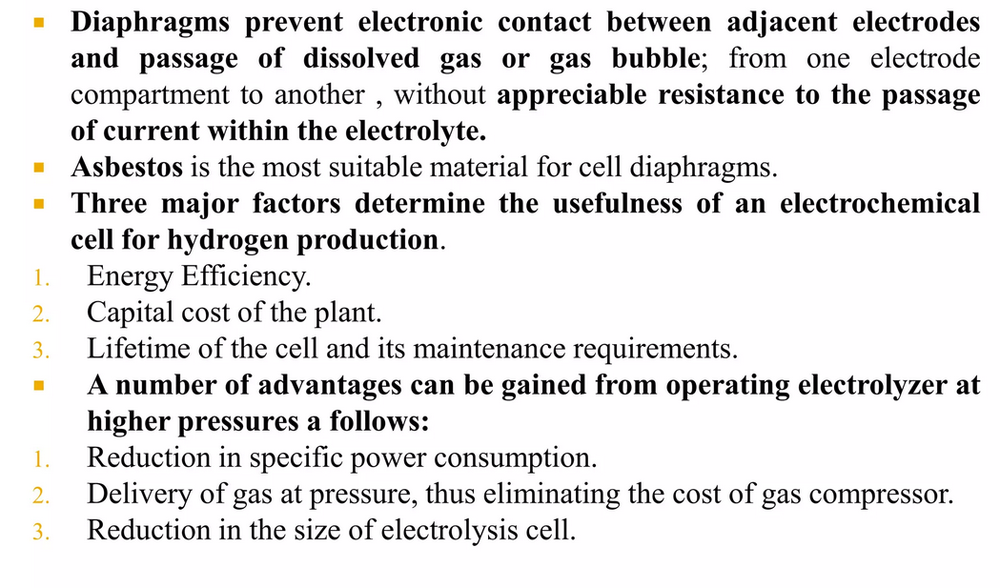 ▪ Diaphragms prevent electronic contact between adjacent electrodes
and passage of dissolved gas or gas bubble; from one electrode
compartment to another , without appreciable resistance to the passage
of current within the electrolyte.
▪ Asbestos is the most suitable material for cell diaphragms.
▪ Three major factors determine the usefulness of an electrochemical
cell for hydrogen production.
1. Energy Efficiency.
2. Capital cost of the plant.
3. Lifetime of the cell and its maintenance requirements.
▪ A number of advantages can be gained from operating electrolyzer at
higher pressures a follows:
1. Reduction in specific power consumption.
2. Delivery of gas at pressure, thus eliminating the cost of gas compressor.
3. Reduction in the size of electrolysis cell.